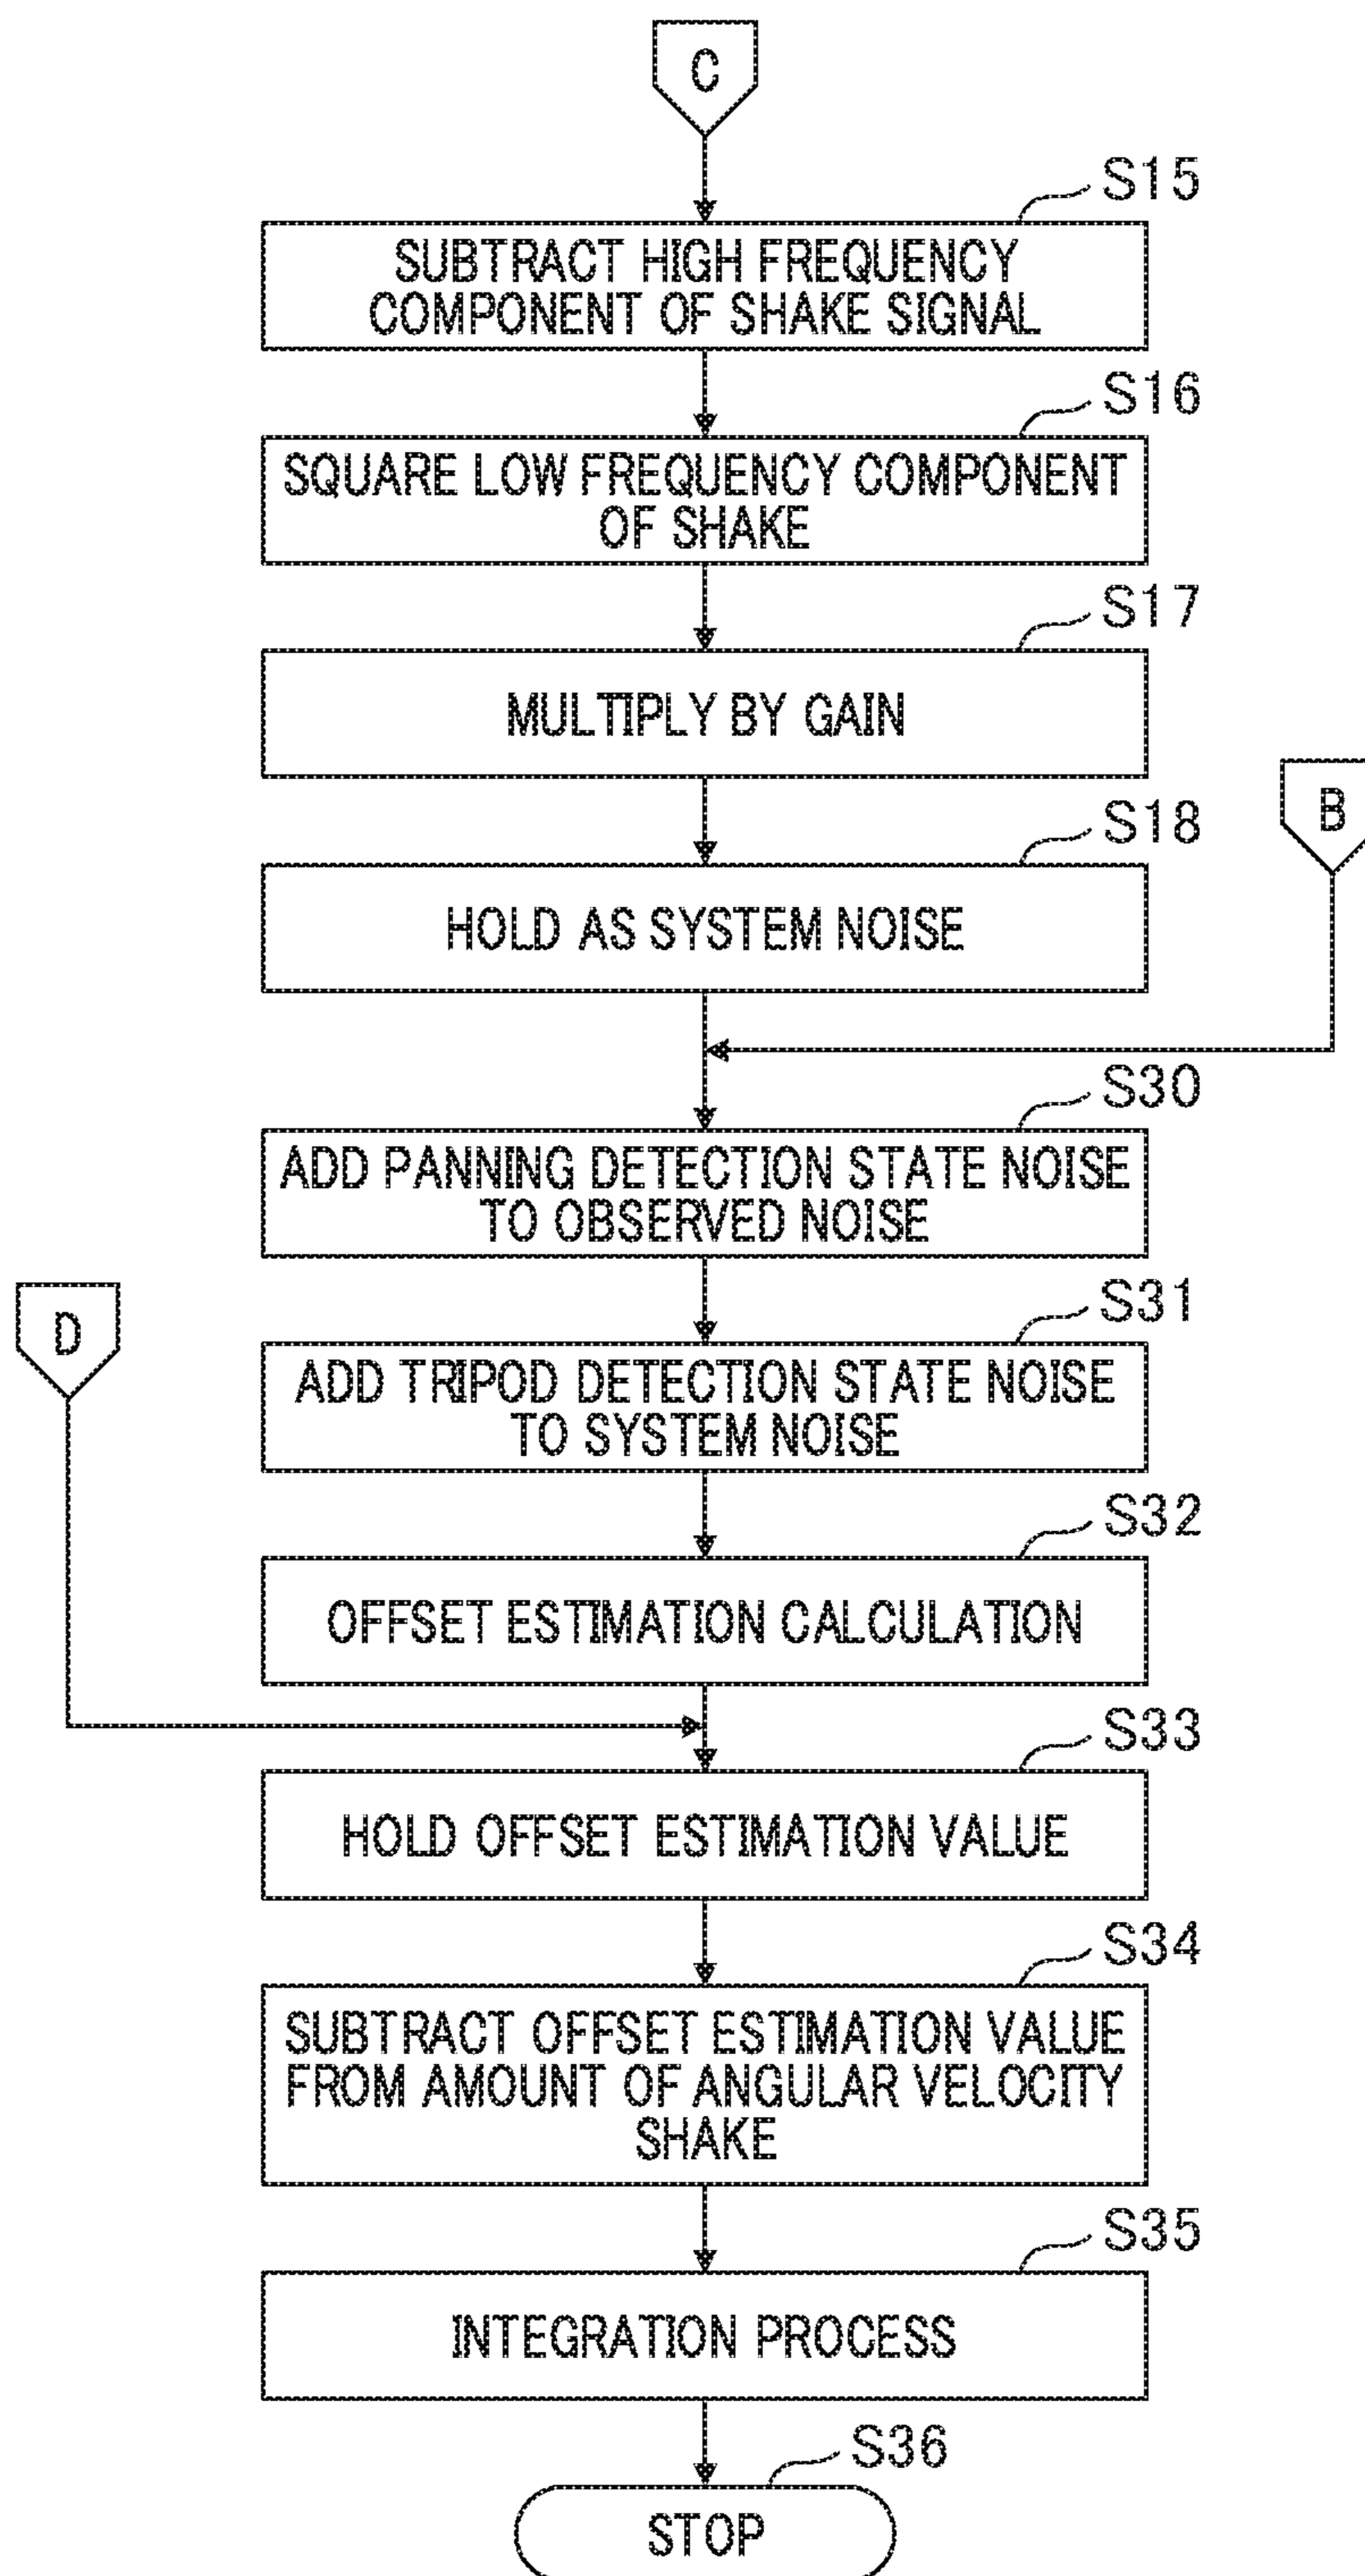 C
S15
SUBTRACT HIGH FREQUENCY
COMPONENT OF SHAKE SIGNAL
S16
SQUARE LOW FREQUENCY COMPONENT
OF SHAKE
S17
MULTIPLY BY GAIN
B
S18
HOLD AS SYSTEM NOISE
S30
ADD PANNING DETECTION STATE NOISE
TO OBSERVED NOISE
D
S31
ADD TRIPOD DETECTION STATE NOISE
TO SYSTEM NOISE
S32
OFFSET ESTIMATION CALCULATION
S33
HOLD OFFSET ESTIMATION VALUE
S34
SUBTRACT OFFSET ESTIMATION VALUE
FROM AMOUNT OF ANGULAR VELOCITY
SHAKE
S35
INTEGRATION PROCESS
S36
STOP